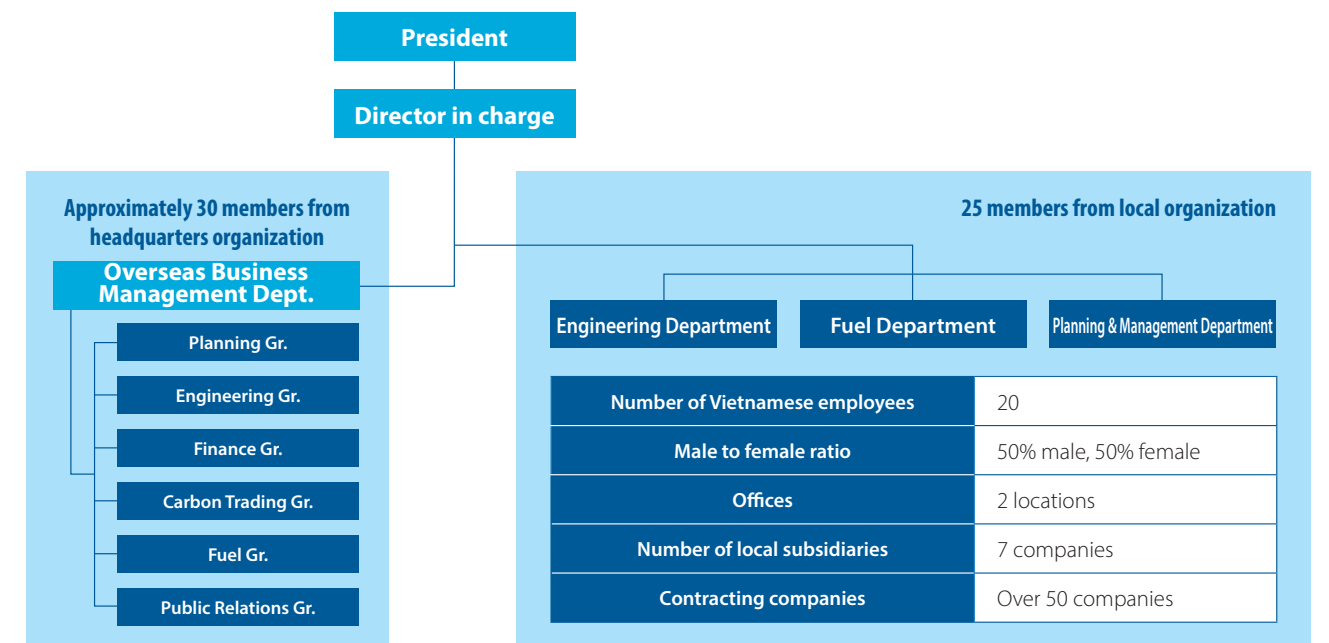 President
Director in charge
Approximately 30 members from
headquarters organization
Overseas Business
Management Dept.
Planning Gr.
Engineering Gr.
Finance Gr.
Carbon Trading Gr.
Fuel Gr.
Public Relations Gr.
25 members from local organization
Engineering Department
Fuel Department
Planning & Management Department
Number of Vietnamese employees 20
Male to female ratio 50% male, 50% female
Offices 2 locations
Number of local subsidiaries 7 companies
Contracting companies Over 50 companies